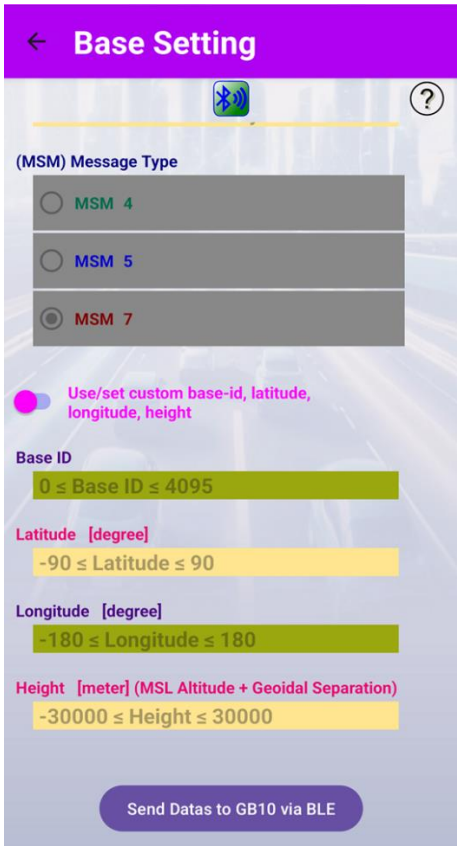 Base Setting
?
(MSM) Message Type
MSM 4
MSM 5
MSM 7
Use/set custom base-id, latitude,
longitude, height
Base ID
0 ≤ Base ID ≤ 4095
Latitude [degree]
-90 ≤ Latitude ≤ 90
Longitude [degree]
-180 ≤ Longitude ≤ 180
Height [meter] (MSL Altitude + Geoidal Separation)
-30000 ≤ Height ≤ 30000
Send Datas to GB10 via BLE